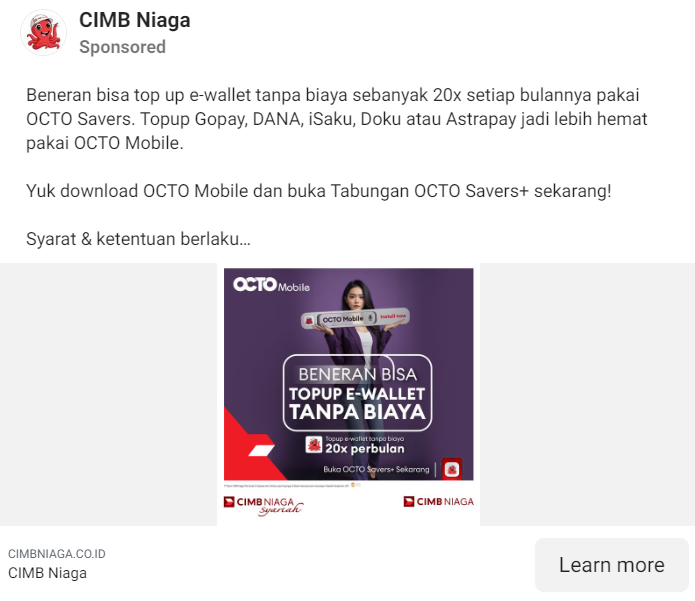 CIMB Niaga
Sponsored
Beneran bisa top up e-wallet tanpa biaya sebanyak 20x setiap bulannya pakai
OCTO Savers. Topup Gopay, DANA, iSaku, Doku atau Astrapay jadi lebih hemat
pakai OCTO Mobile.
Yuk download OCTO Mobile dan buka Tabungan OCTO Savers+ sekarang!
Syarat & ketentuan berlaku...
OCTO Mobile
OCTO Mobile Install now
BENERAN BISA
TOPUP E-WALLET
TANPA BIAYA
Topup e-wallet tanpa biaya
20x perbulan
Buka OCTO Savers+ Sekarang
CIMB NIAGA syariah
CIMB NIAGA
CIMBNIAGA.CO.ID
CIMB Niaga
Learn more